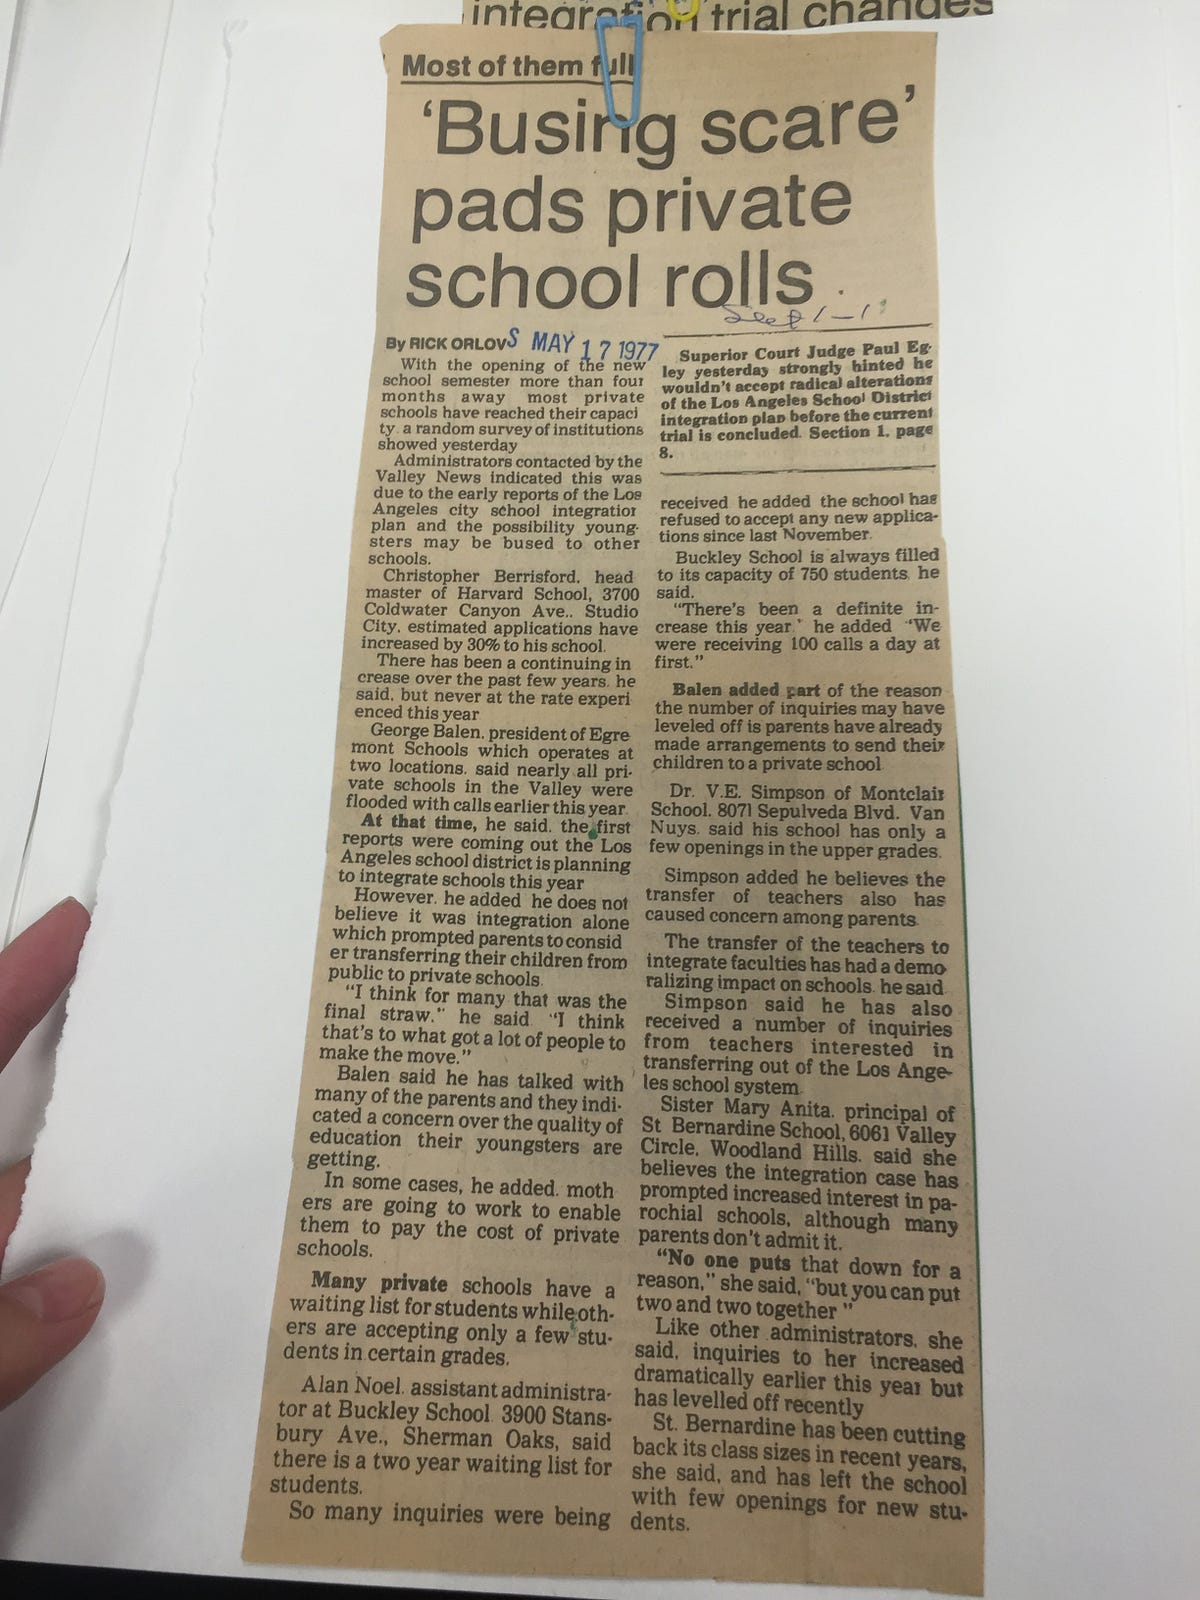 integration trial changes
Most of them full
‘Busing scare’
pads private
school rolls
By RICK ORLOV
S MAY 17 1977
With the opening of the new
school semester more than four
months away most private
schools have reached their capaci
ty a random survey of institutions
showed yesterday
Administrators contacted by the
Valley News indicated this was
due to the early reports of the Los
Angeles city school integration
plan and the possibility young-
sters may be bused to other
schools.
Christopher Berrisford, head
master of Harvard School, 3700
Coldwater Canyon Ave., Studio
City, estimated applications have
increased by 30% to his school.
There has been a continuing in
crease over the past few years, he
said, but never at the rate experi
enced this year
George Balen, president of Egre
mont Schools which operates at
two locations, said nearly all pri-
vate schools in the Valley were
flooded with calls earlier this year
At that time, he said, the first
reports were coming out the Los
Angeles school district is planning
to integrate schools this year
However, he added he does not
believe it was integration alone
which prompted parents to consid
er transferring their children from
public to private schools.
“I think for many that was the
final straw,” he said “I think
that’s to what got a lot of people to
make the move.”
Balen said he has talked with
many of the parents and they indi-
cated a concern over the quality of
education their youngsters are
getting.
In some cases, he added, moth
ers are going to work to enable
them to pay the cost of private
schools.
Many private schools have a
waiting list for students while oth-
ers are accepting only a few stu-
dents in certain grades.
Alan Noel, assistant administra-
tor at Buckley School 3900 Stans-
bury Ave., Sherman Oaks, said
there is a two year waiting list for
students.
So many inquiries were being
Superior Court Judge Paul Eg-
ley yesterday strongly hinted he
wouldn’t accept radical alterations
of the Los Angeles School District
integration plan before the current
trial is concluded. Section 1, page
8.
received he added the school has
refused to accept any new applica-
tions since last November.
Buckley School is always filled
to its capacity of 750 students, he
said.
“There’s been a definite in-
crease this year,’ he added “We
were receiving 100 calls a day at
first.”
Balen added part of the reason
the number of inquiries may have
leveled off is parents have already
made arrangements to send their
children to a private school
Dr. V.E. Simpson of Montclair
School, 8071 Sepulveda Blvd. Van
Nuys, said his school has only a
few openings in the upper grades.
Simpson added he believes the
transfer of teachers also has
caused concern among parents.
The transfer of the teachers to
integrate faculties has had a demo
ralizing impact on schools, he said
Simpson said he has also
received a number of inquiries
from teachers interested in
transferring out of the Los Ange-
les school system.
Sister Mary Anita, principal of
St Bernardine School, 6061 Valley
Circle, Woodland Hills, said she
believes the integration case has
prompted increased interest in pa-
rochial schools, although many
parents don’t admit it.
“No one puts that down for a
reason,” she said, “but you can put
two and two together ”
Like other administrators, she
said, inquiries to her increased
dramatically earlier this year but
has levelled off recently
St. Bernardine has been cutting
back its class sizes in recent years,
she said, and has left the school
with few openings for new stu-
dents.